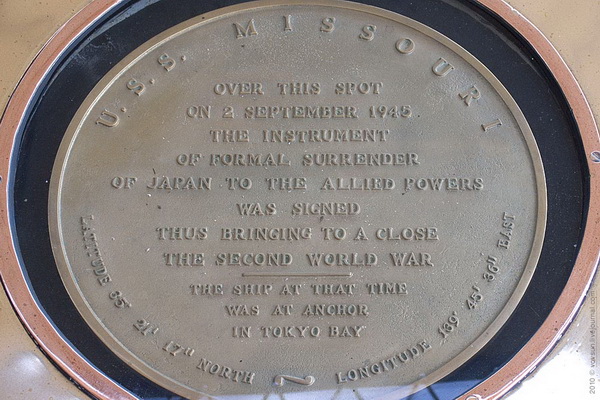 U.S.S. MISSOURI
OVER THIS SPOT
ON 2 SEPTEMBER 1945
THE INSTRUMENT
OF FORMAL SURRENDER
OF JAPAN TO THE ALLIED POWERS
WAS SIGNED
THUS BRINGING TO A CLOSE
THE SECOND WORLD WAR
THE SHIP AT THAT TIME
WAS AT ANCHOR
IN TOKYO BAY
LATITUDE 35° 21' 17" NORTH
LONGITUDE 139° 45' 36" EAST
2010 ©